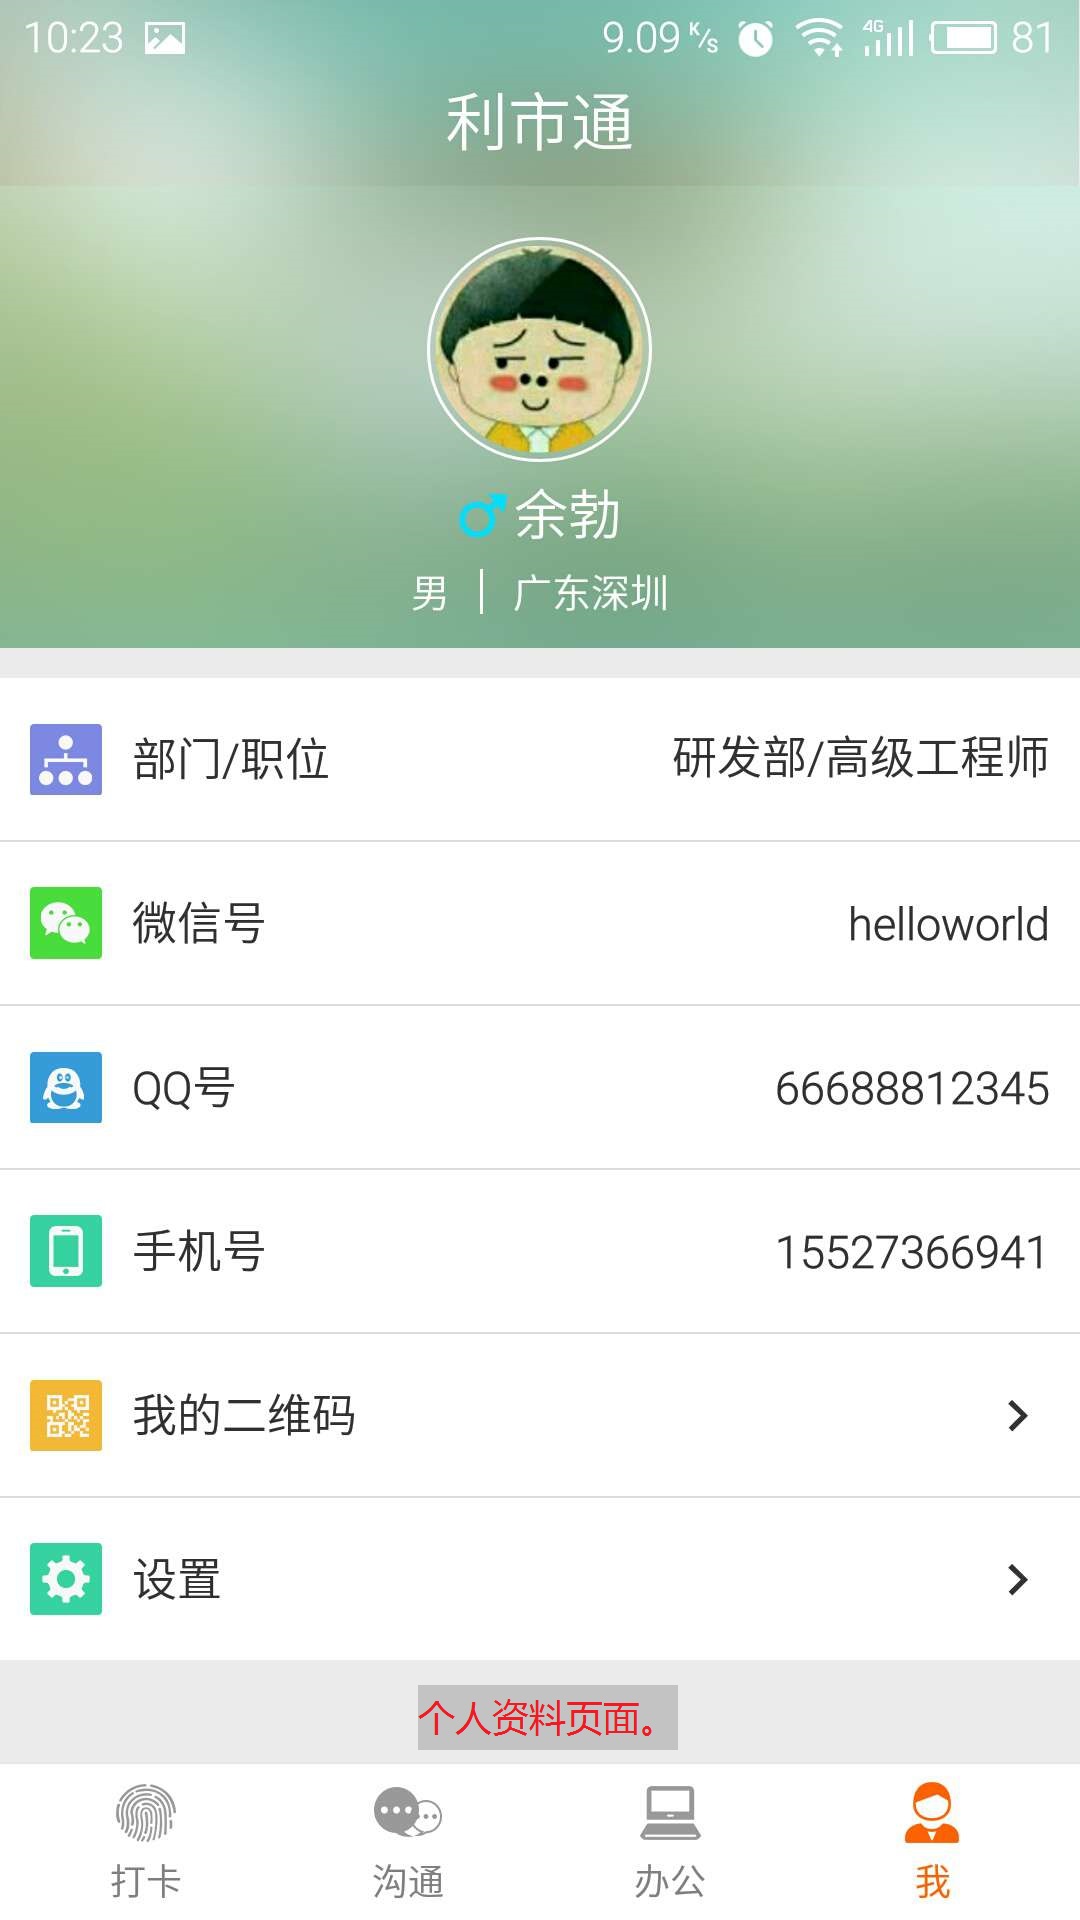 10:23 9.09 K/s 4G 81
利市通
余勃
男 | 广东深圳
部门/职位 研发部/高级工程师
微信号 helloworld
QQ号 66688812345
手机号 15527366941
我的二维码
设置
个人资料页面。
打卡 沟通 办公 我